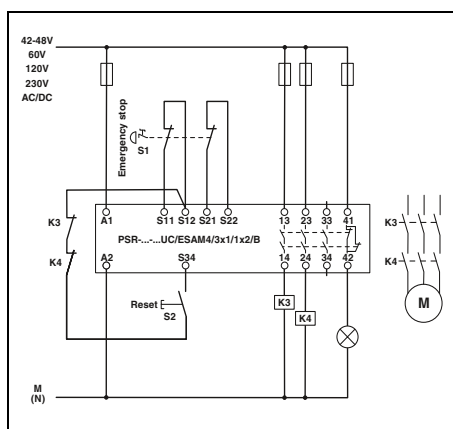 42-48V
60V
120V
230V
AC/DC
Emergency stop
S1
A1
S11
S12
S21
S22
13
23
33
41
PSR-...-...UC/ESAM4/3x1/1x2/B
A2
S34
14
24
34
42
K3
K4
Reset
S2
K3
K4
K3
K4
M
M
(N)